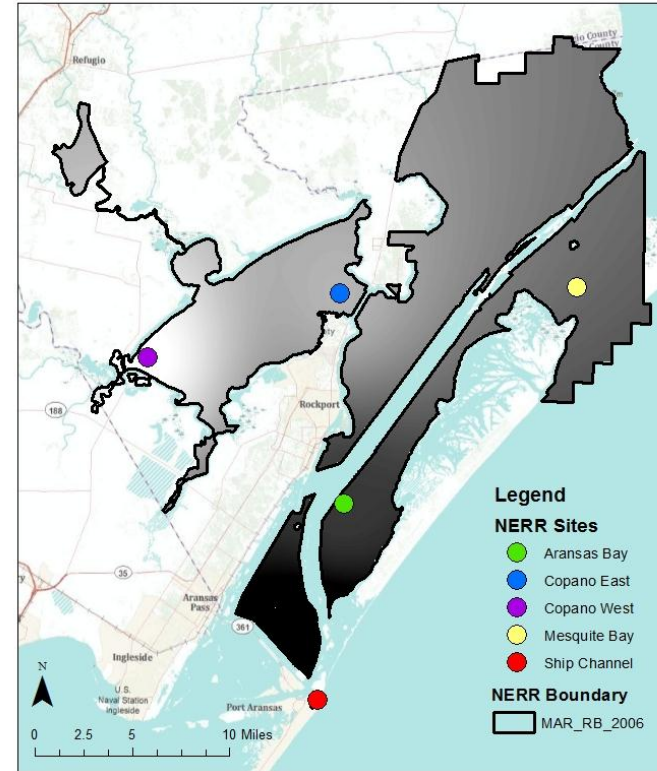 Refugio
County
188
Rockport
35
Aransas
Pass
361
Ingleside
N
U.S.
Naval Station
Ingleside
Port Aransas
0 2.5 5 10 Miles
Legend
NERR Sites
Aransas Bay
Copano East
Copano West
Mesquite Bay
Ship Channel
NERR Boundary
MAR_RB_2006